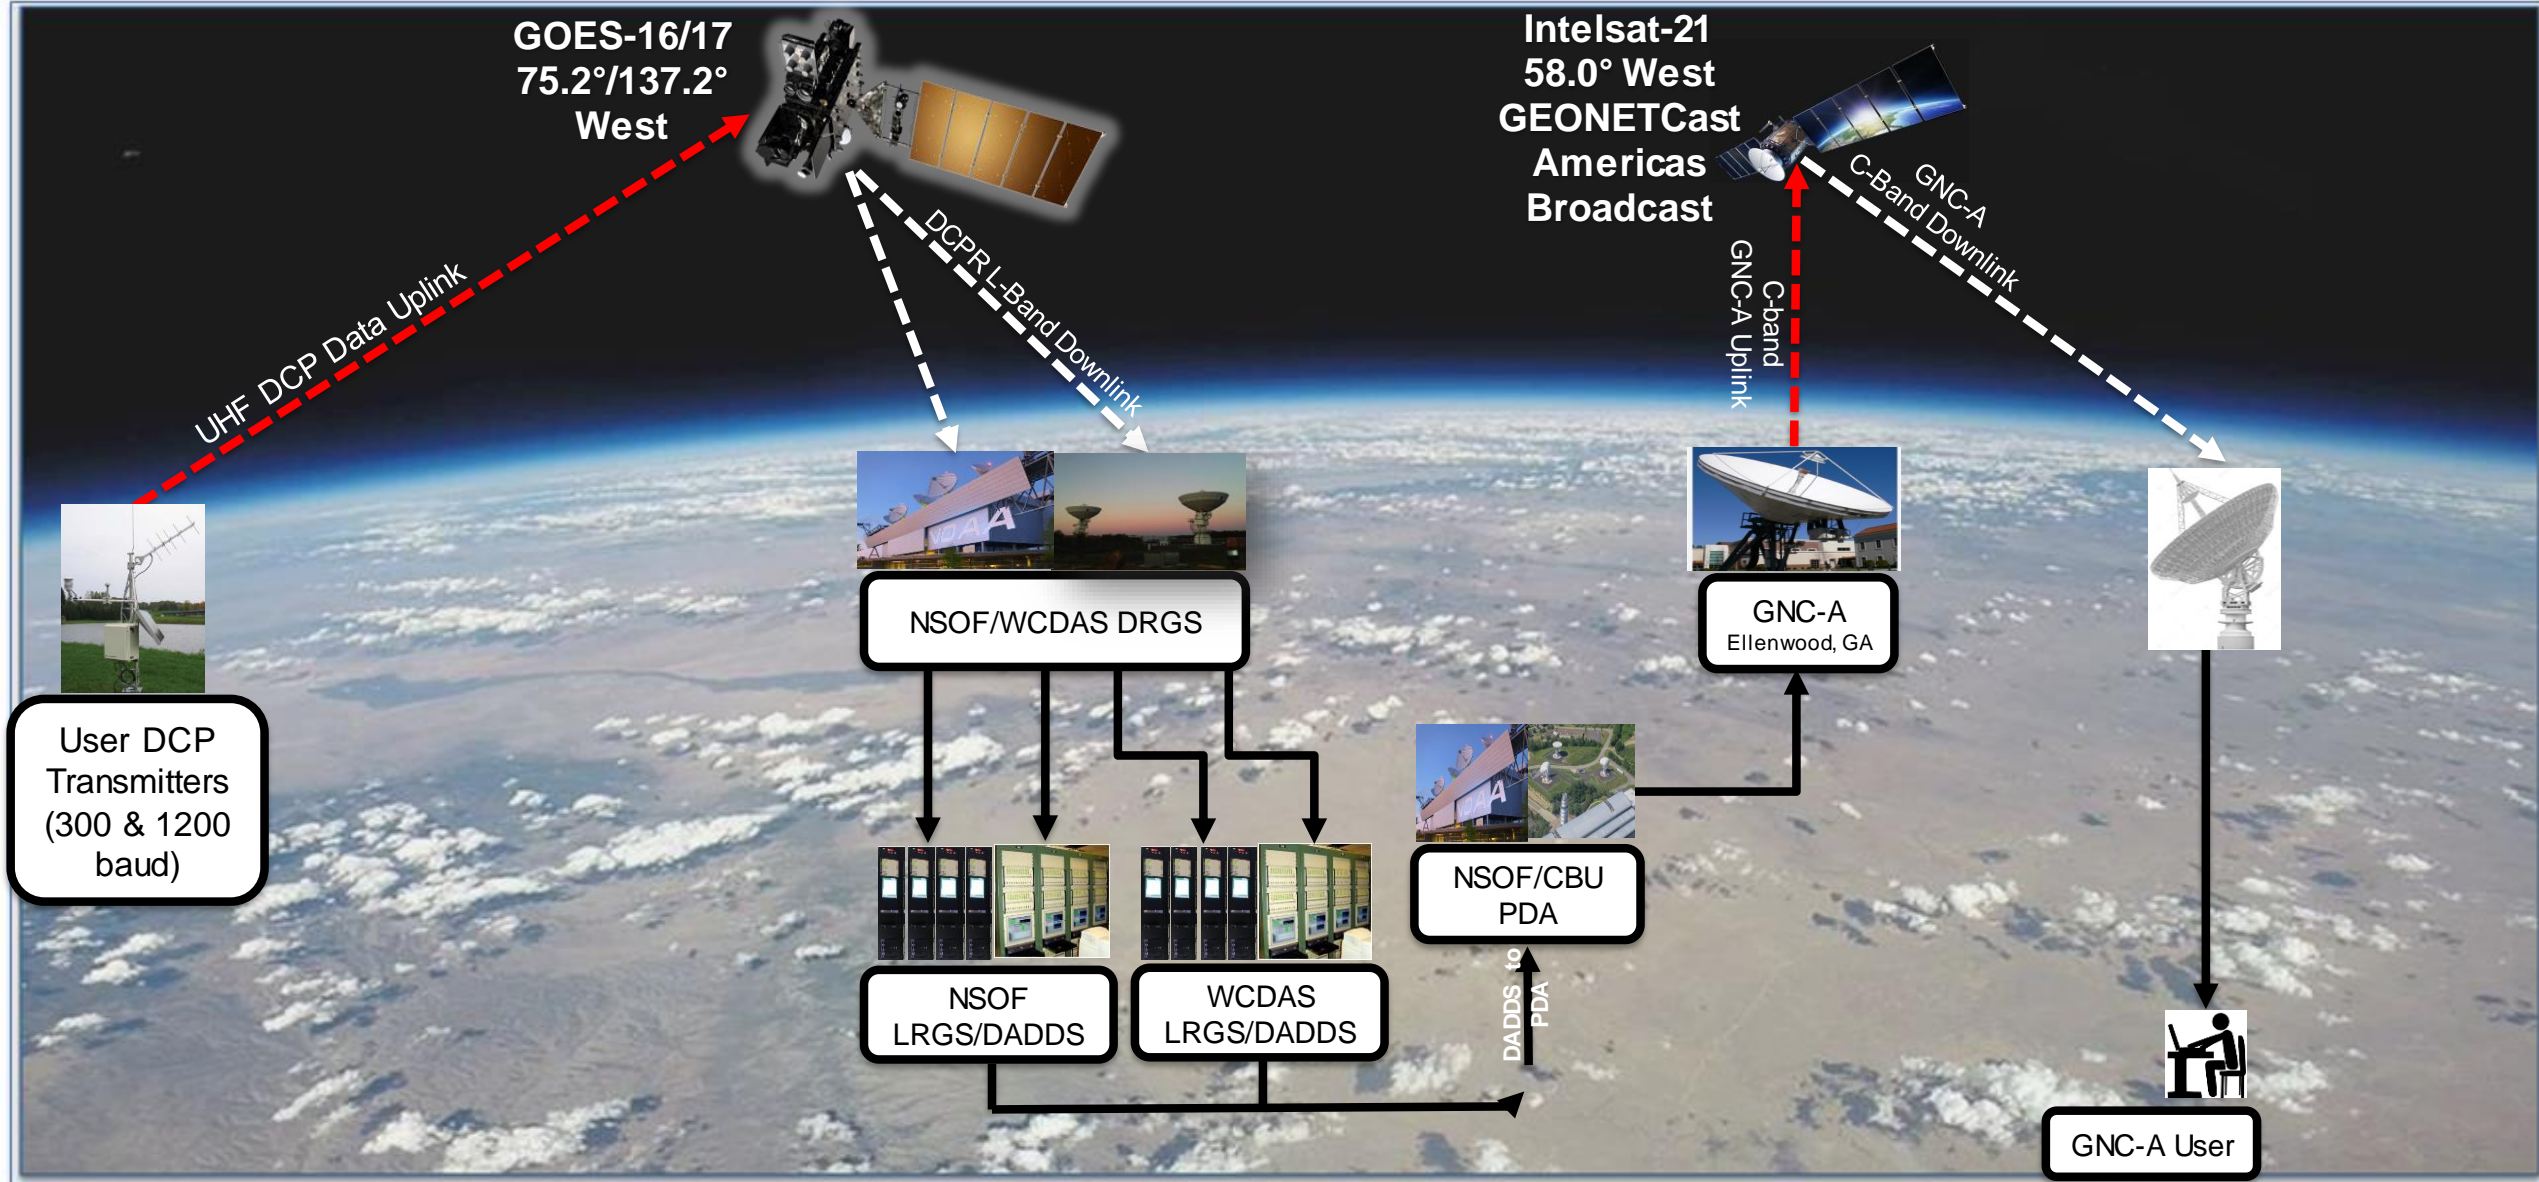 GOES-16/17
75.2°/137.2°
West
Intelsat-21
58.0° West
GEONETCast
Americas
Broadcast
UHF DCP Data Uplink
DCPR L-Band Downlink
C-band
GNC-A Uplink
GNC-A
C-Band Downlink
NOAA
NSOF/WCDAS DRGS
GNC-A
Ellenwood, GA
User DCP
Transmitters
(300 & 1200
baud)
NOAA
NSOF/CBU
PDA
DADDS to
PDA
NSOF
LRGS/DADDS
WCDAS
LRGS/DADDS
GNC-A User